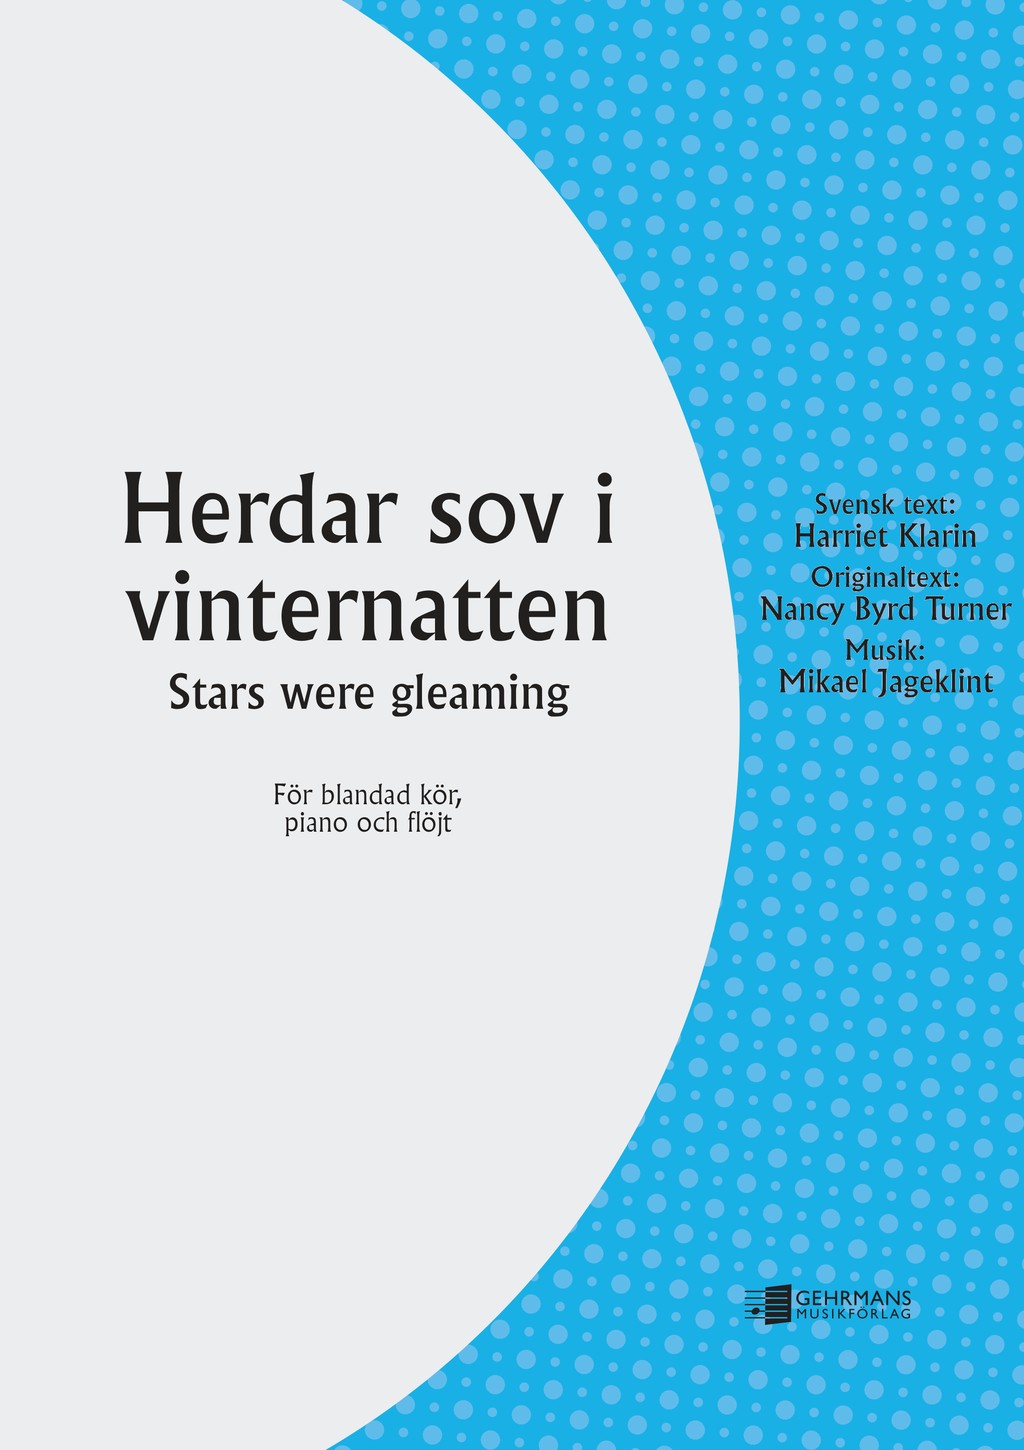 Herdar sov i
vinternatten
Stars were gleaming
För blandad kör,
piano och flöjt
Svensk text:
Harriet Klarin
Originaltext:
Nancy Byrd Turner
Musik:
Mikael Jageklint
GEHRMANS
MUSIKFÖRLAG